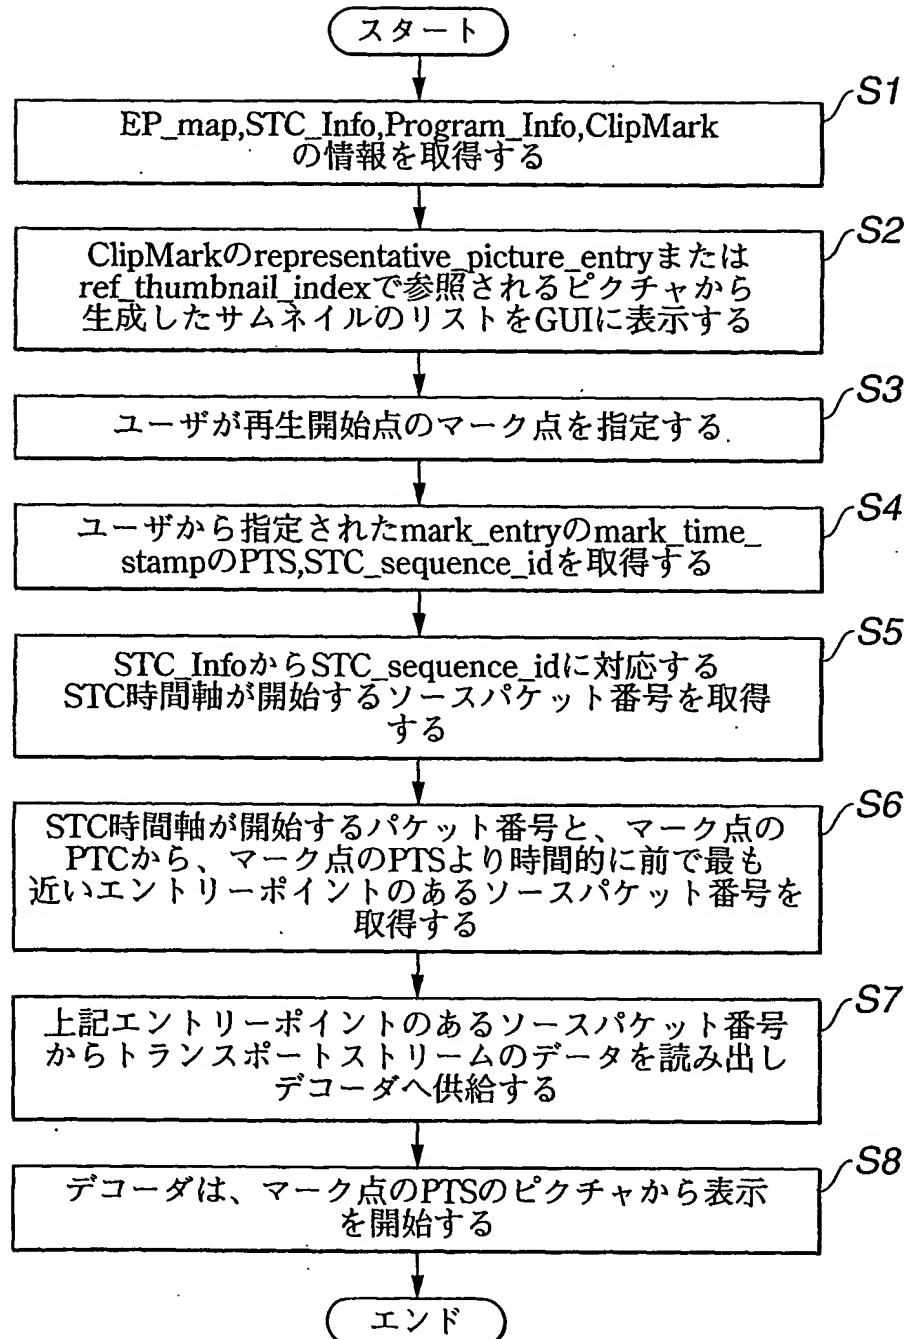 スタート
S1
EP_map,STC_Info,Program_Info,ClipMark
の情報を取得する
S2
ClipMarkのrepresentative_picture_entryまたは
ref_thumbnail_indexで参照されるピクチャから
生成したサムネイルのリストをGUIに表示する
S3
ユーザが再生開始点のマーク点を指定する
S4
ユーザから指定されたmark_entryのmark_time_
stampのPTS,STC_sequence_idを取得する
S5
STC_InfoからSTC_sequence_idに対応する
STC時間軸が開始するソースパケット番号を取得
する
S6
STC時間軸が開始するパケット番号と、マーク点の
PTCから、マーク点のPTSより時間的に前で最も
近いエントリーポイントのあるソースパケット番号を
取得する
S7
上記エントリーポイントのあるソースパケット番号
からトランスポートストリームのデータを読み出し
デコーダへ供給する
S8
デコーダは、マーク点のPTSのピクチャから表示
を開始する
エンド